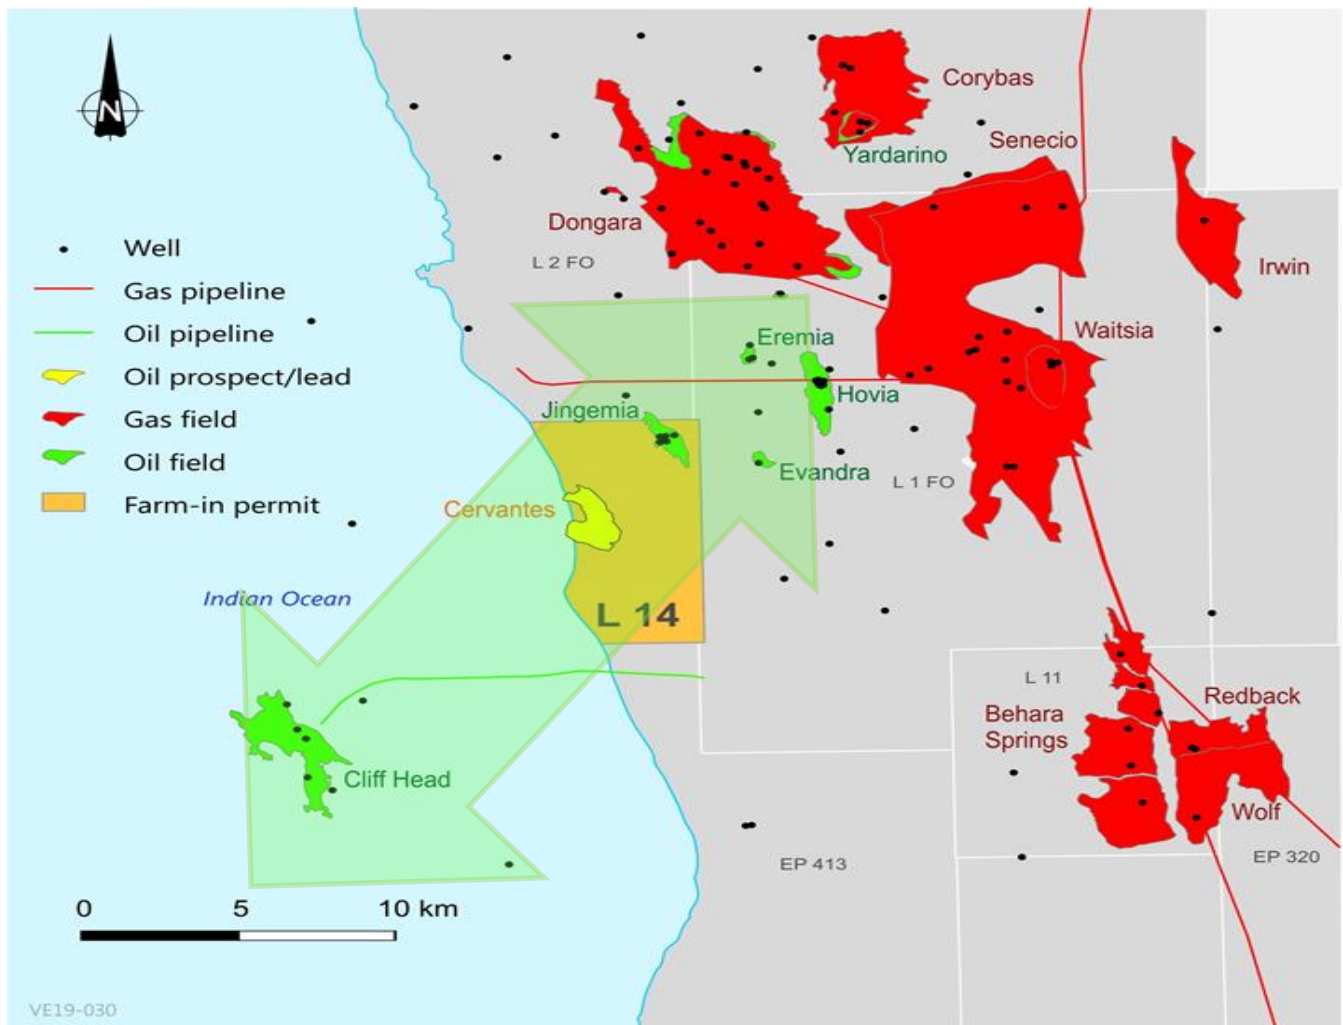 N
Corybas
Senecio
Yardarino
Dongara
L 2 FO
Irwin
Well
Gas pipeline
Oil pipeline
Oil prospect/lead
Gas field
Oil field
Farm-in permit
Waitsia
Eremia
Hovia
Jingemia
Evandra
L 1 FO
Cervantes
Indian Ocean
L 14
L 11
Redback
Behara
Springs
Cliff Head
Wolf
EP 413
EP 320
0 5 10 km
VE19-030